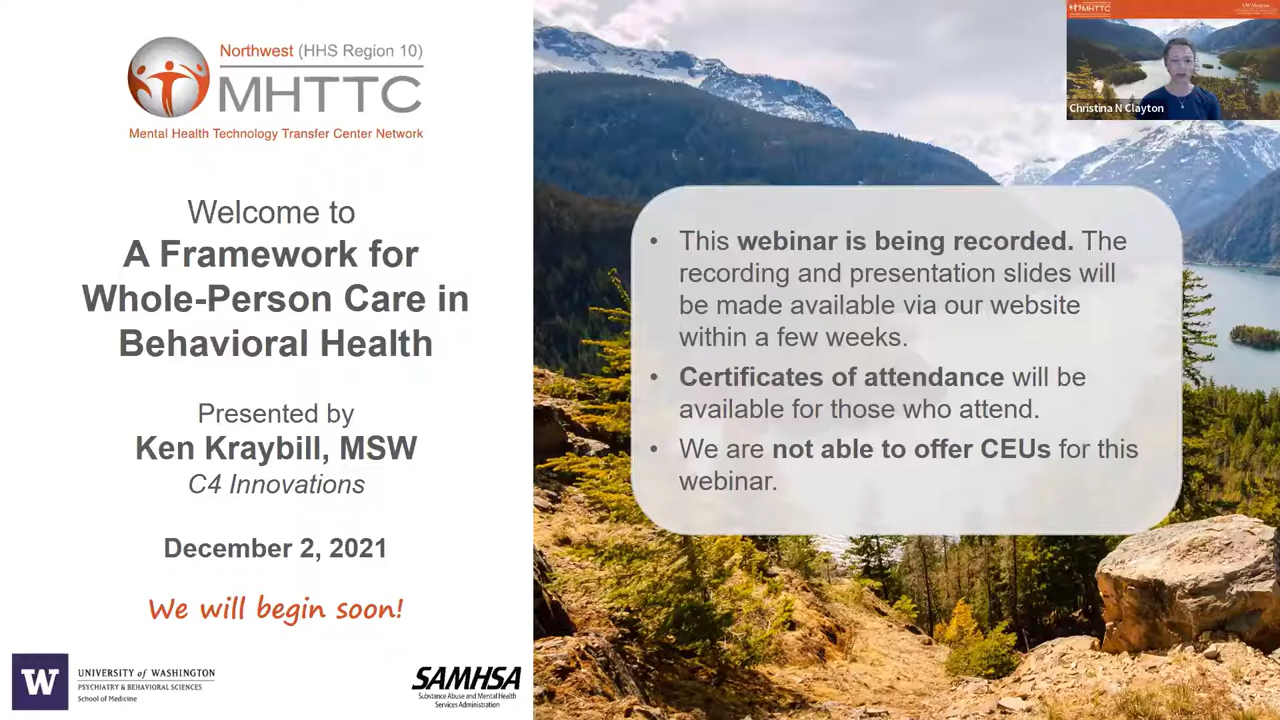 Northwest (HHS Region 10)
MHTTC
Mental Health Technology Transfer Center Network
Welcome to
A Framework for
Whole-Person Care in
Behavioral Health
Presented by
Ken Kraybill, MSW
C4 Innovations
December 2, 2021
We will begin soon!
W
UNIVERSITY of WASHINGTON
PSYCHIATRY & BEHAVIORAL SCIENCES
School of Medicine
SAMHSA
Substance Abuse and Mental Health
Services Administration
• This webinar is being recorded. The
recording and presentation slides will
be made available via our website
within a few weeks.
• Certificates of attendance will be
available for those who attend.
• We are not able to offer CEUs for this
webinar.
MHTTC
UW Medicine
Christina N Clayton